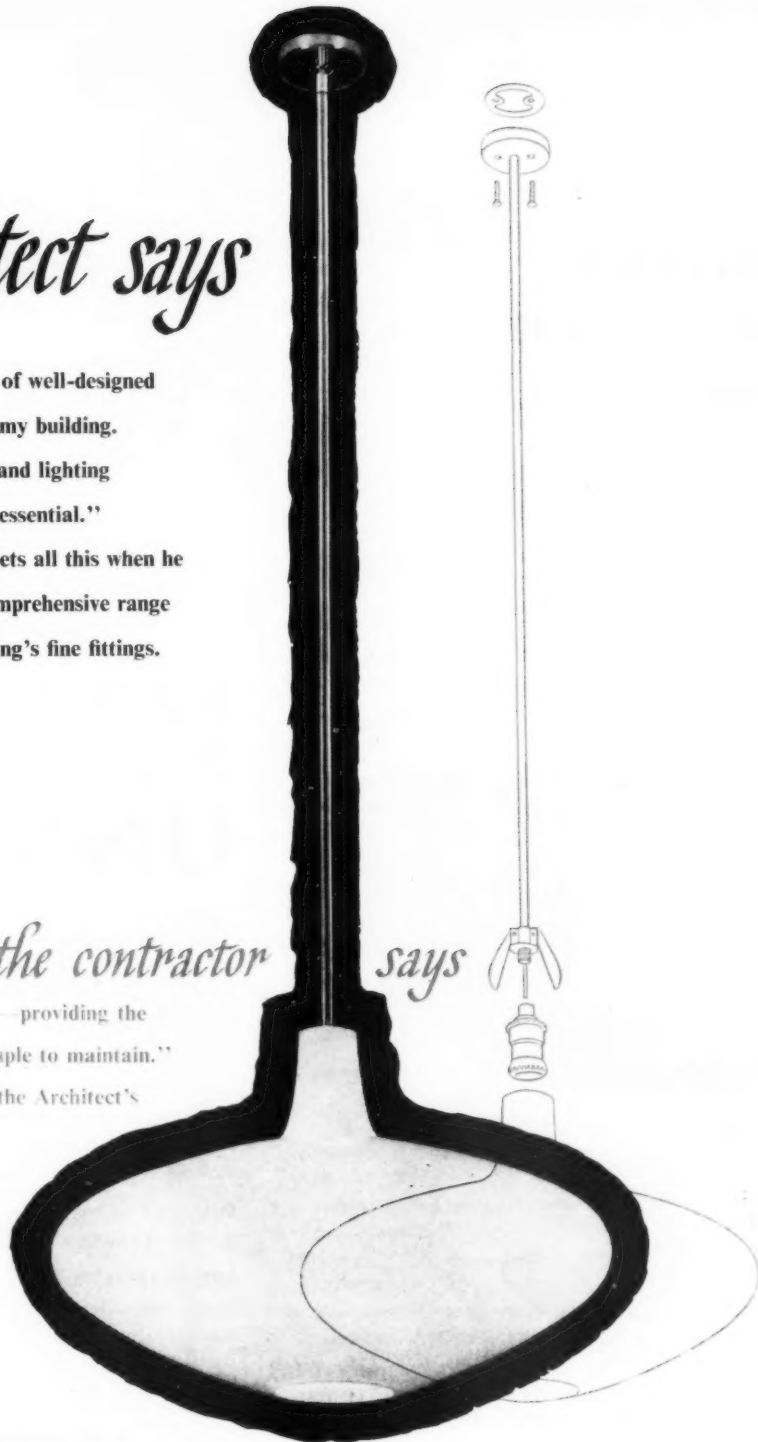 tect says
of well-designed
my building.
and lighting
essential.”
ets all this when he
mprehensive range
ng’s fine fittings.
the contractor says
—providing the
ple to maintain.”
the Architect’s